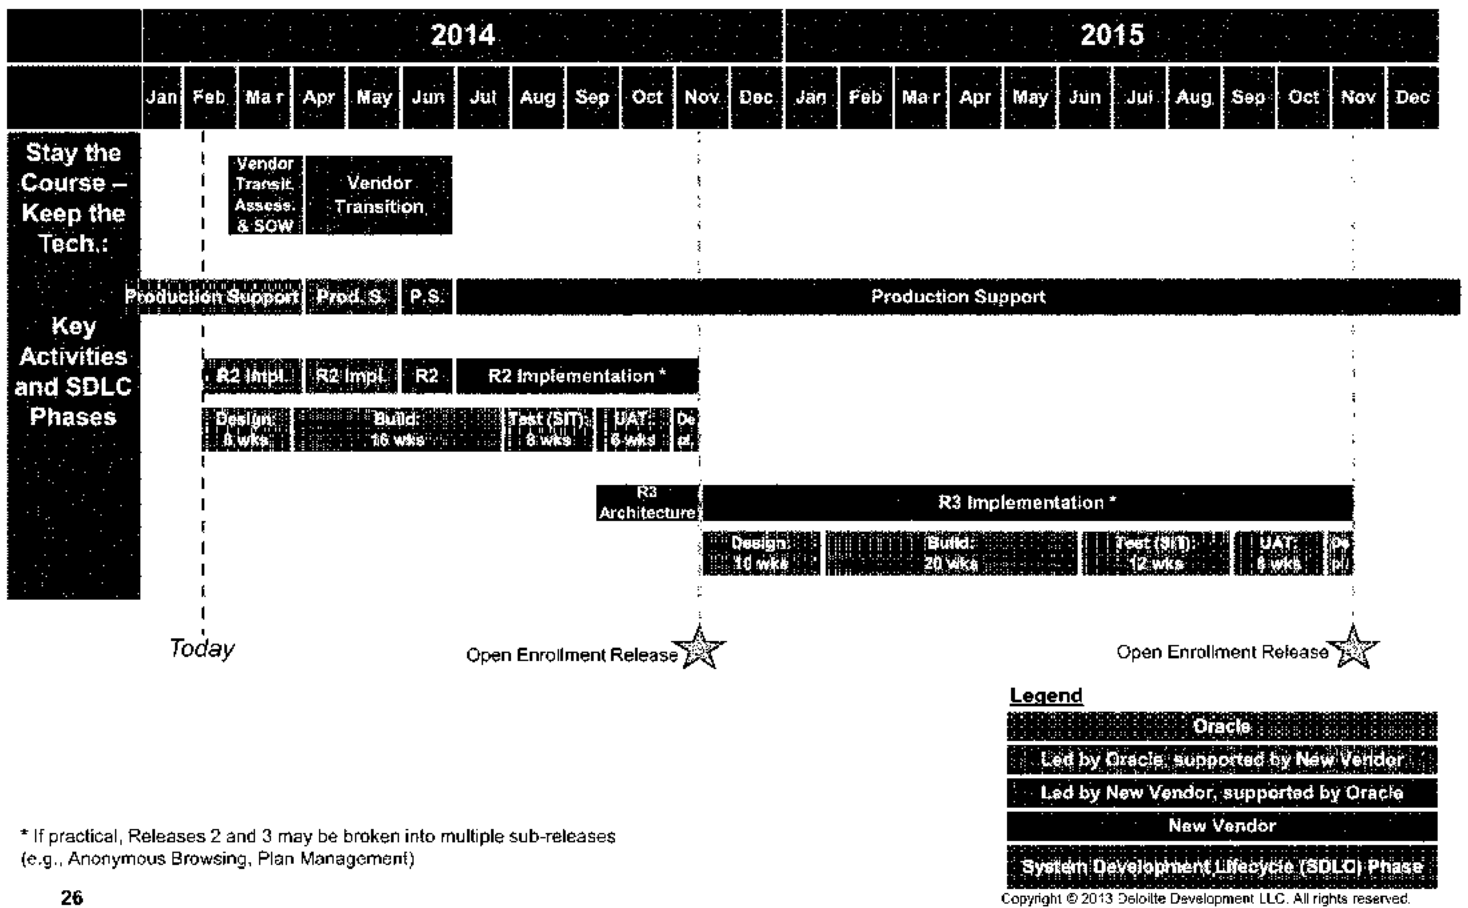 2014 2015
Jan Feb Mar Apr May Jun Jul Aug Sep Oct Nov Dec Jan Feb Mar Apr May Jun Jul Aug Sep Oct Nov Dec
Stay the
Course –
Keep the
Tech.:
Key
Activities
and SDLC
Phases
Vendor
Transit.
Assess.
& SOW
Vendor
Transition
Production Support Prod. S. P.S. Production Support
R2 Impl. R2 Impl. R2 R2 Implementation *
Design:
8 wks
Build:
16 wks
Test (SIT):
8 wks
UAT:
6 wks
De
pl.
R3
Architecture
R3 Implementation *
Design:
10 wks
Build:
20 wks
Test (SIT):
12 wks
UAT:
wks
De
pl.
Today
Open Enrollment Release
Open Enrollment Release
Legend
Oracle
Led by Oracle, supported by New Vendor
Led by New Vendor, supported by Oracle
New Vendor
System Development Lifecycle (SDLC) Phase
* If practical, Releases 2 and 3 may be broken into multiple sub-releases
(e.g., Anonymous Browsing, Plan Management)
26
Copyright © 2013 Deloitte Development LLC. All rights reserved.